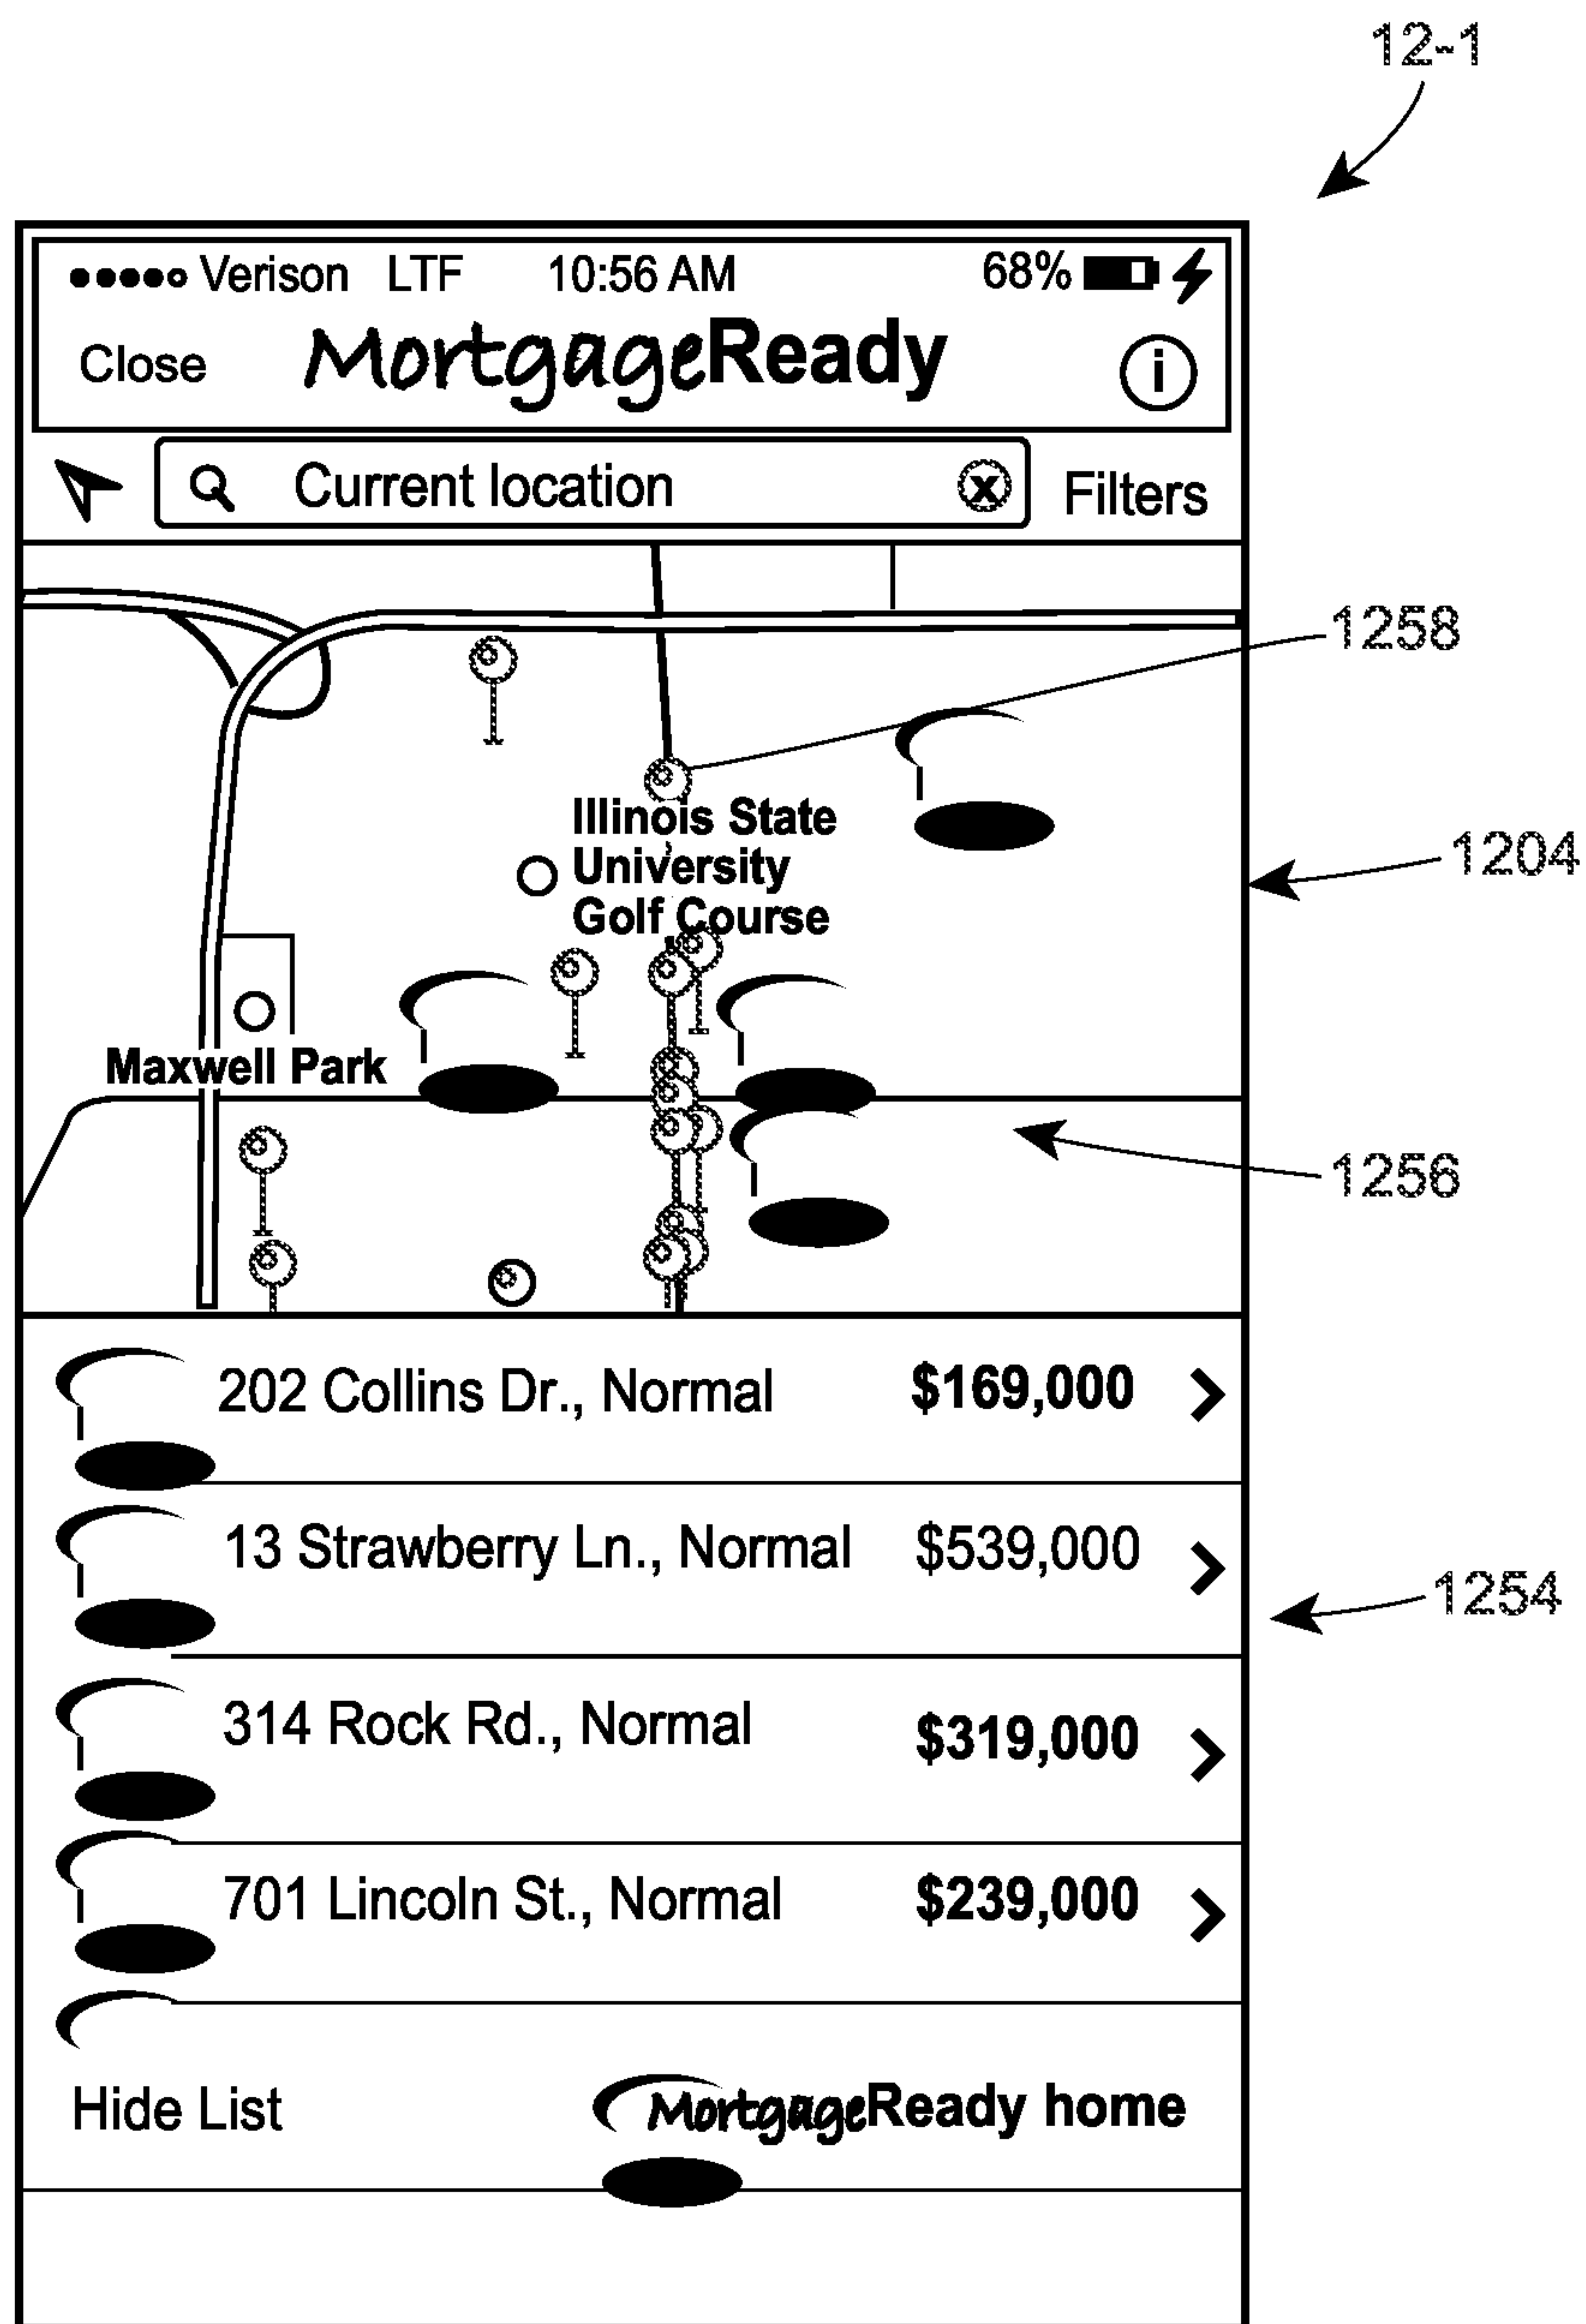 12-1
Verison LTF 10:56 AM 68%
Close MortgageReady i
Current location x Filters
1258
Illinois State
University
Golf Course
1204
Maxwell Park
1256
202 Collins Dr., Normal $169,000
13 Strawberry Ln., Normal $539,000
1254
314 Rock Rd., Normal $319,000
701 Lincoln St., Normal $239,000
Hide List MortgageReady home